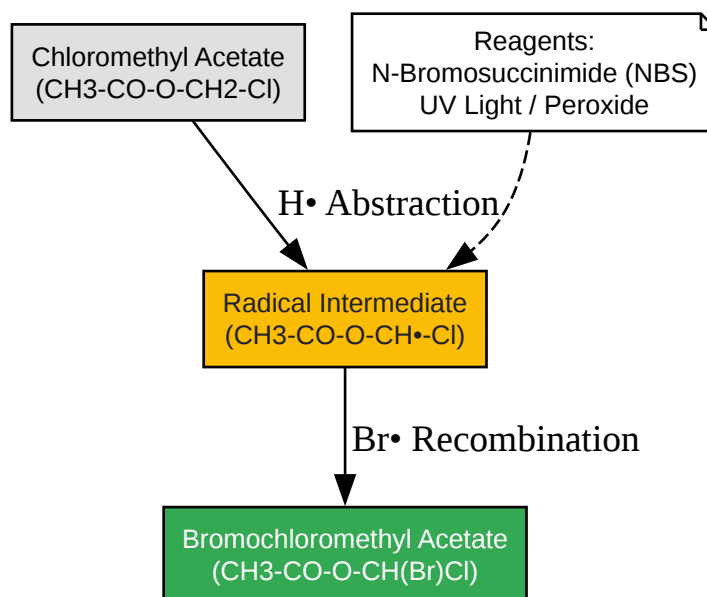 Chloromethyl Acetate
(CH3-CO-O-CH2-Cl)
Reagents:
N-Bromosuccinimide (NBS)
UV Light / Peroxide
H• Abstraction
Radical Intermediate
(CH3-CO-O-CH•-Cl)
Br• Recombination
Bromochloromethyl Acetate
(CH3-CO-O-CH(Br)Cl)